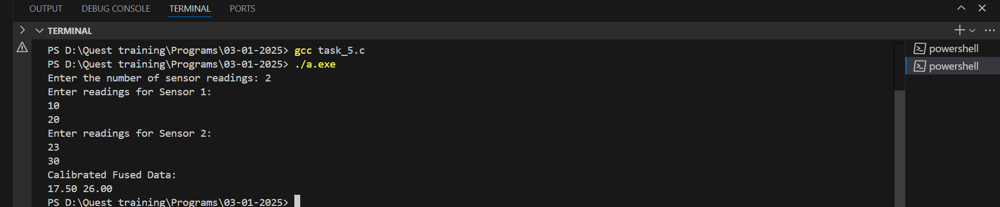 OUTPUT DEBUG CONSOLE TERMINAL PORTS
TERMINAL
PS D:\Quest training\Programs\03-01-2025> gcc task_5.c
PS D:\Quest training\Programs\03-01-2025> ./a.exe
Enter the number of sensor readings: 2
Enter readings for Sensor 1:
10
20
Enter readings for Sensor 2:
23
30
Calibrated Fused Data:
17.50 26.00
PS D:\Quest training\Programs\03-01-2025>
powershell
powershell